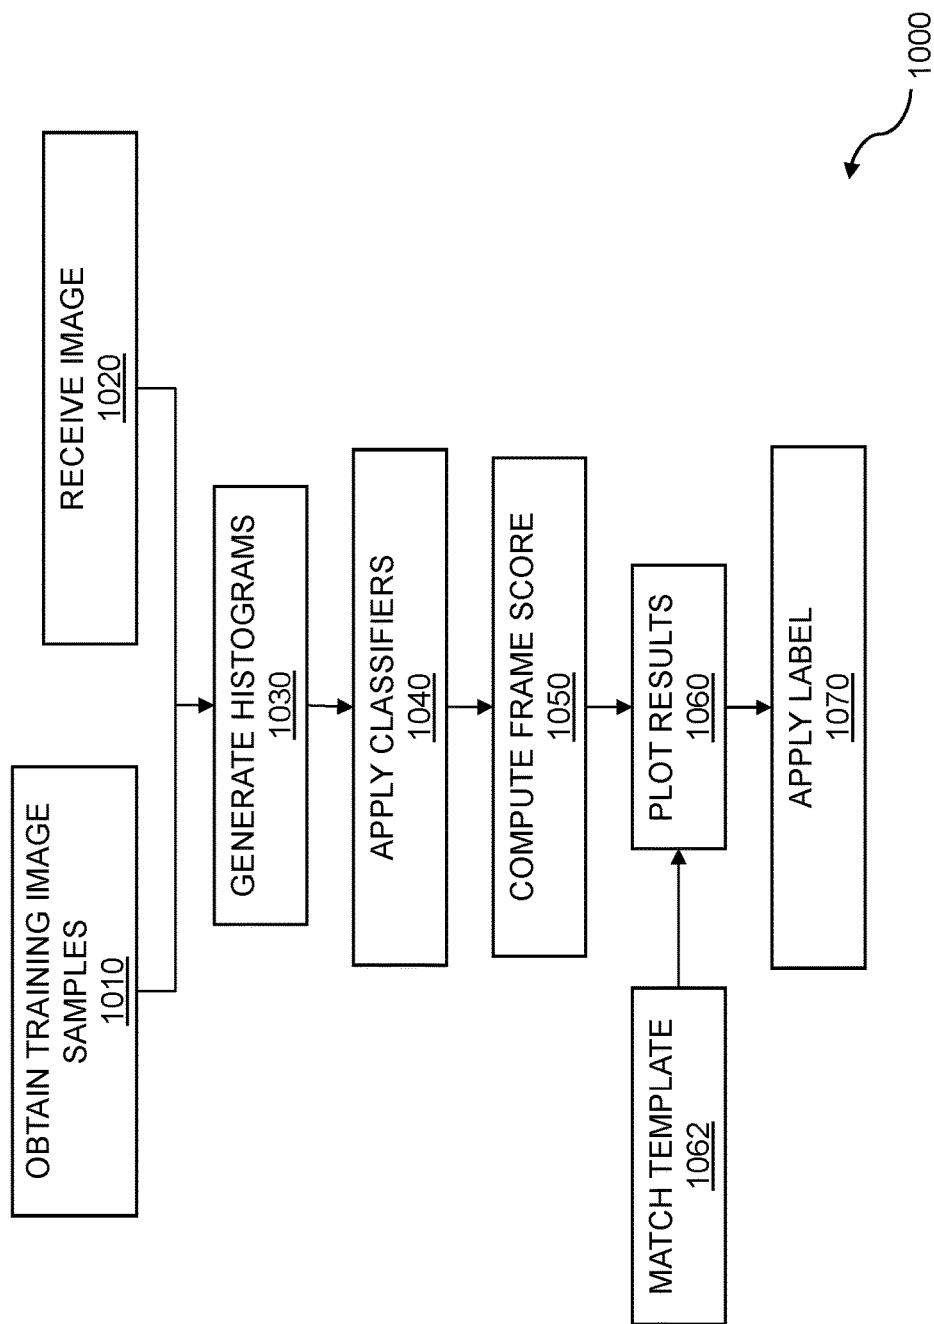 OBTAIN TRAINING IMAGE
SAMPLES
1010
RECEIVE IMAGE
1020
GENERATE HISTOGRAMS
1030
APPLY CLASSIFIERS
1040
COMPUTE FRAME SCORE
1050
MATCH TEMPLATE
1062
PLOT RESULTS
1060
APPLY LABEL
1070
1000